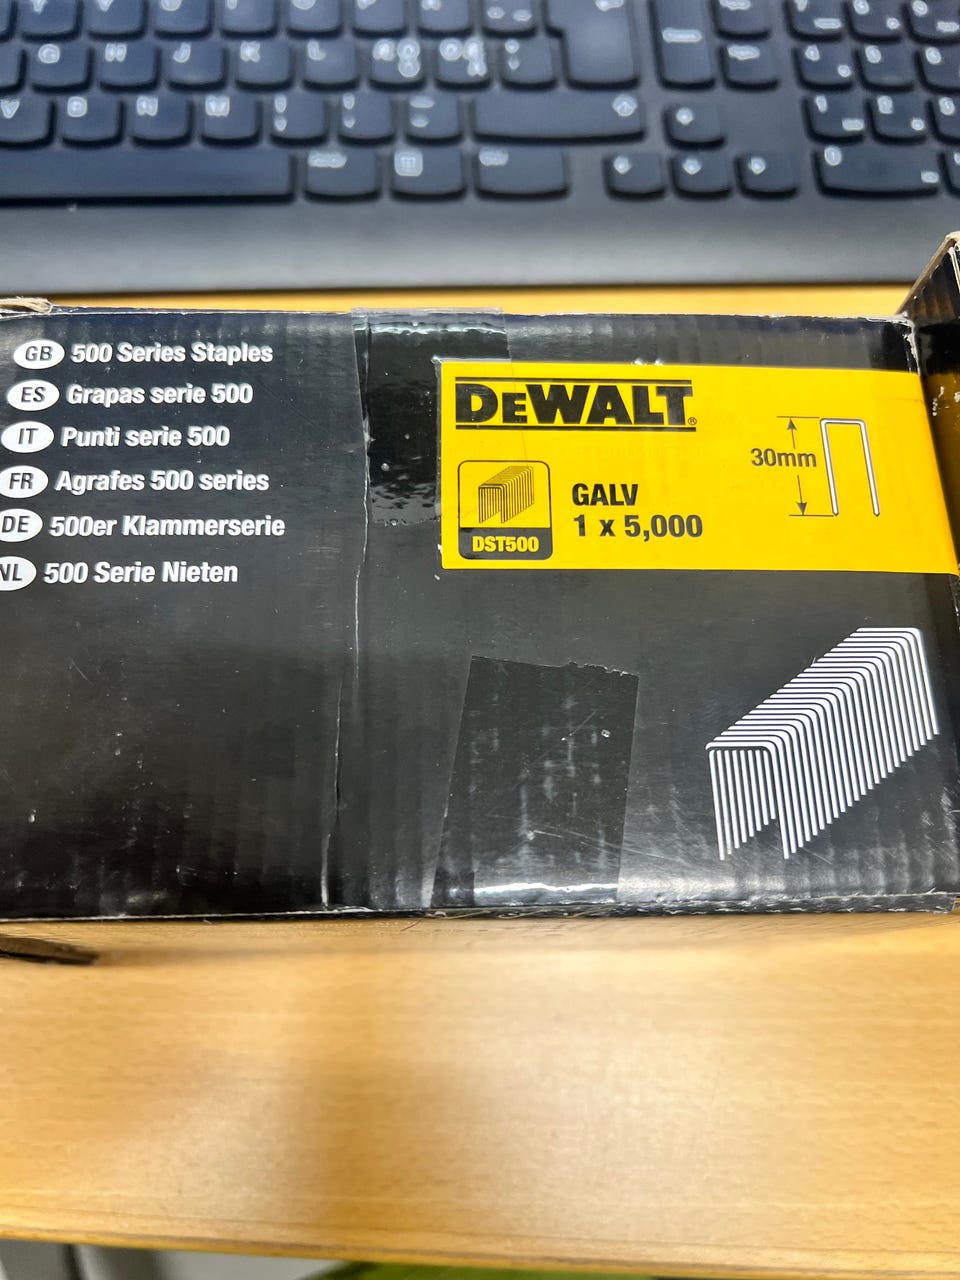 GB 500 Series Staples
ES Grapas serie 500
IT Punti serie 500
FR Agrafes 500 series
DE 500er Klammerserie
NL 500 Serie Nieten
DEWALT®
30mm
GALV
1 x 5,000
DST500